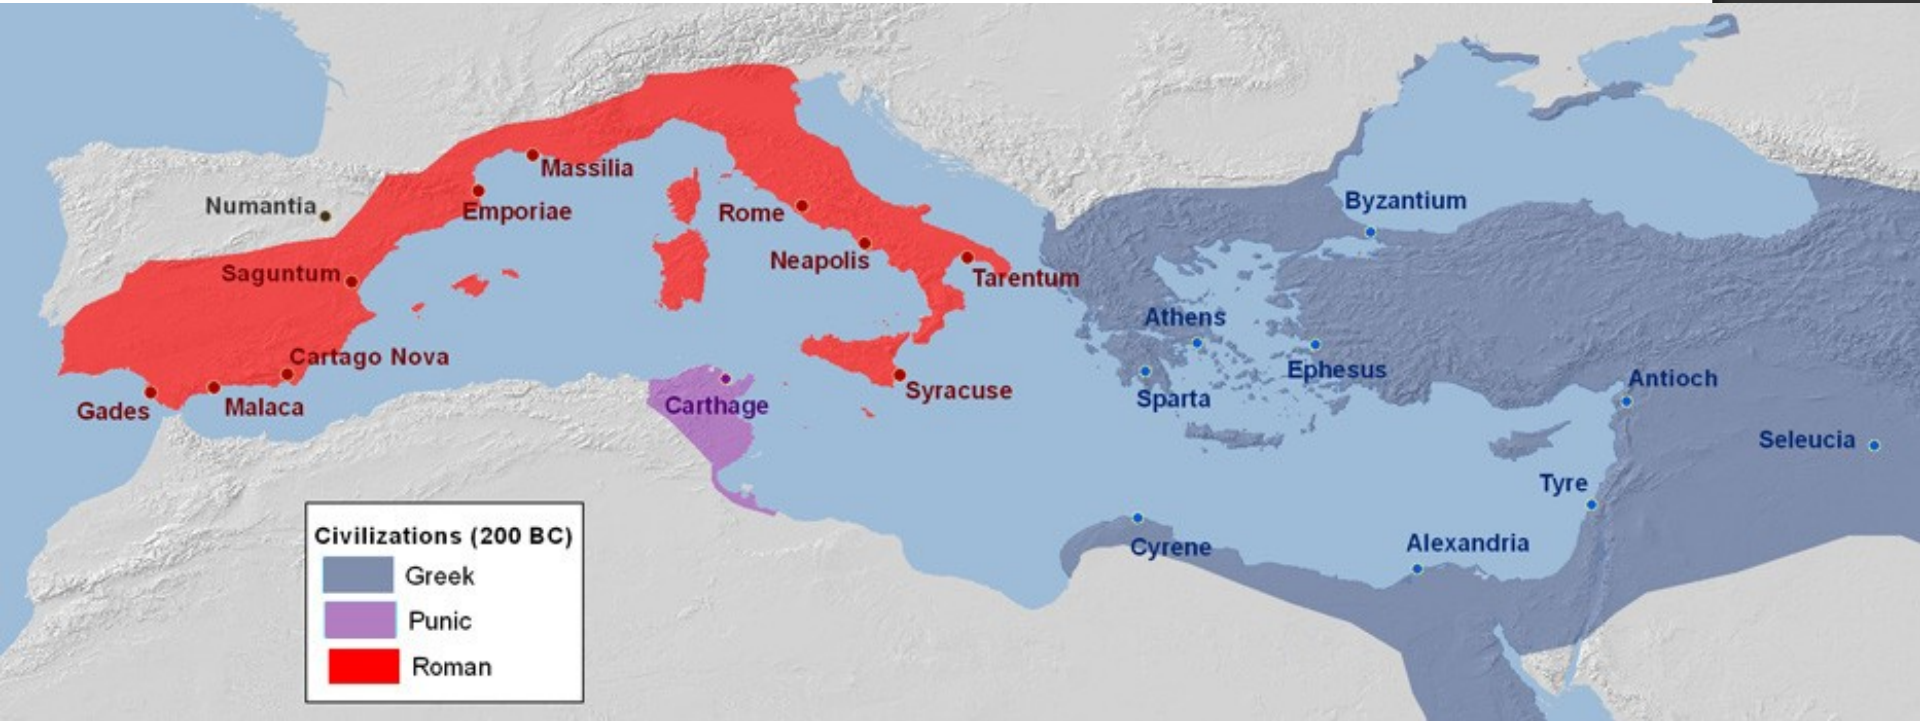 Massilia
Numantia
Emporiae
Rome
Byzantium
Saguntum
Neapolis
Tarentum
Athens
Cartago Nova
Ephesus
Antioch
Gades
Malaca
Carthage
Syracuse
Sparta
Seleucia
Tyre
Cyrene
Alexandria
Civilizations (200 BC)
Greek
Punic
Roman